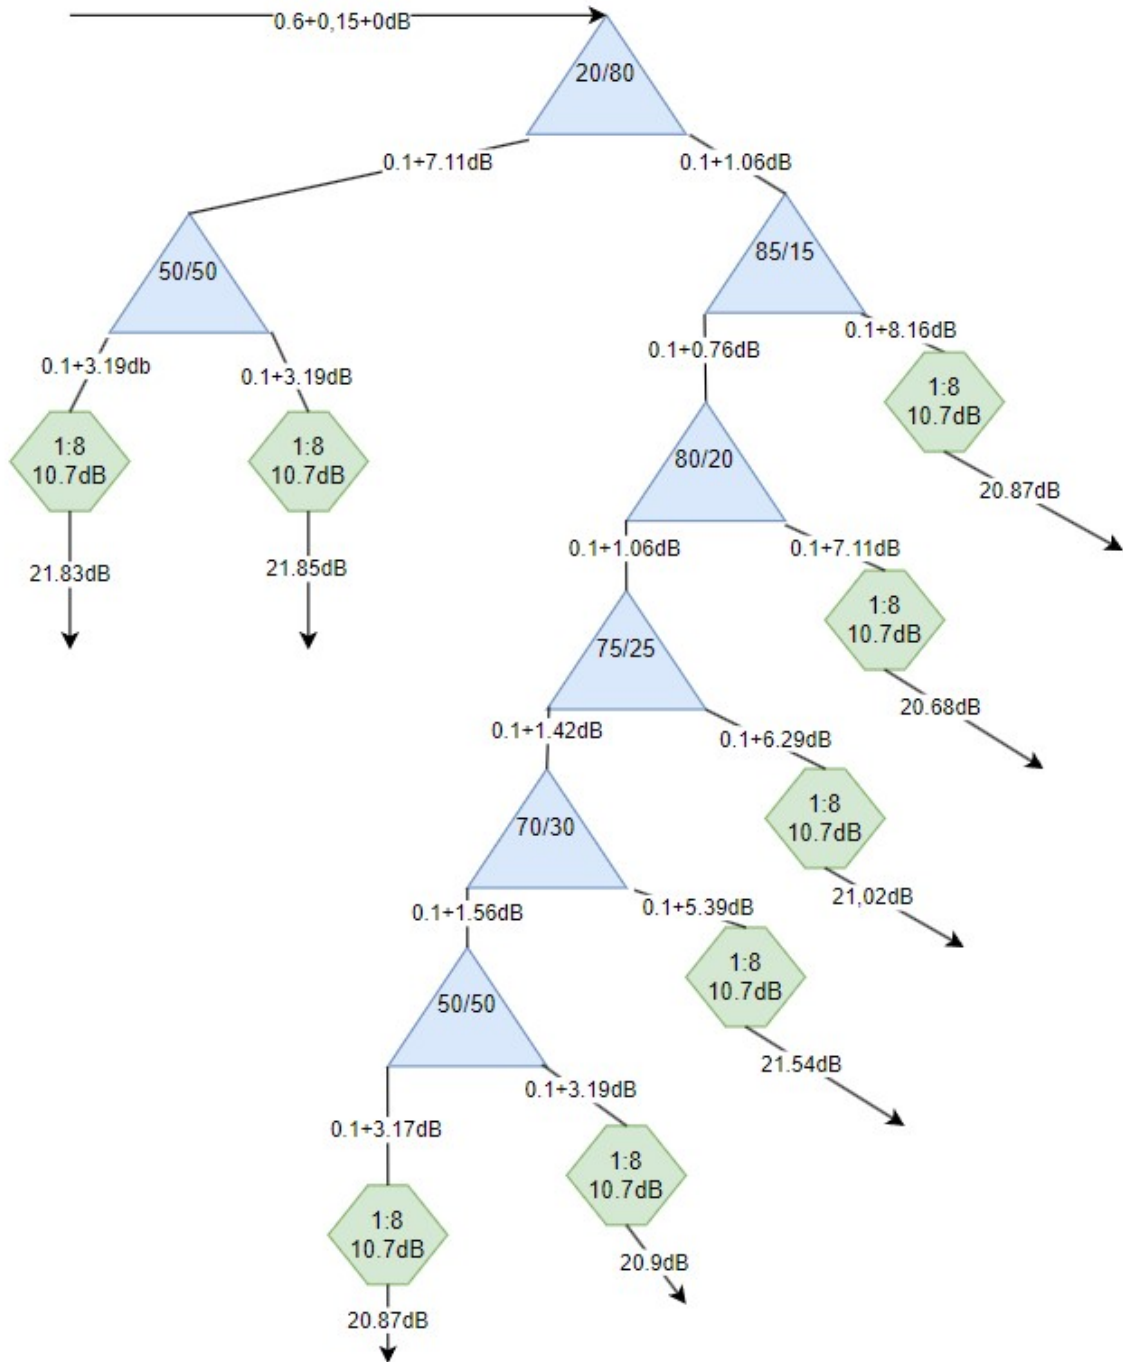 0.6+0,15+0dB
20/80
0.1+7.11dB
0.1+1.06dB
50/50
85/15
0.1+3.19db
0.1+3.19dB
0.1+0.76dB
0.1+8.16dB
1:8
10.7dB
1:8
10.7dB
1:8
10.7dB
80/20
20.87dB
21.83dB
21.85dB
0.1+1.06dB
0.1+7.11dB
1:8
10.7dB
75/25
20.68dB
0.1+1.42dB
0.1+6.29dB
1:8
10.7dB
70/30
21,02dB
0.1+1.56dB
0.1+5.39dB
1:8
10.7dB
50/50
21.54dB
0.1+3.17dB
0.1+3.19dB
1:8
10.7dB
1:8
10.7dB
20.9dB
20.87dB